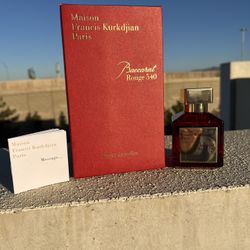 Maison
Francis Kurkdjian
Paris
Baccarat
Rouge 540
Maison
Francis Kurkdjian
Paris